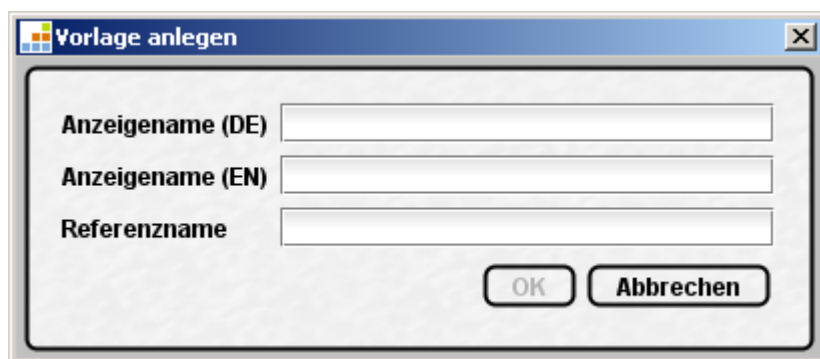 Vorlage anlegen
Anzeigename (DE)
Anzeigename (EN)
Referenzname
OK Abbrechen